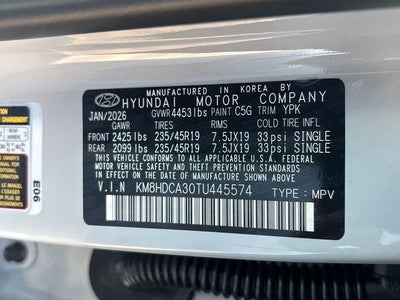 MANUFACTURED IN KOREA BY
HYUNDAI MOTOR COMPANY
JAN/2026 GVWR 4453lbs PAINT C5G TRIM YPK
GAWR TIRES RIMS COLD TIRE INFL.
FRONT 2425 lbs 235/45R19 7.5JX19 33psi SINGLE
REAR 2099 lbs 235/45R19 7.5JX19 33psi SINGLE
THIS VEHICLE CONFORMS TO ALL APPLICABLE U.S.
FEDERAL MOTOR VEHICLE SAFETY STANDARDS
IN EFFECT ON THE DATE OF MANUFACTURE SHOWN ABOVE.
V.I.N KM8HDCA30TU445574 TYPE: MPV
E06